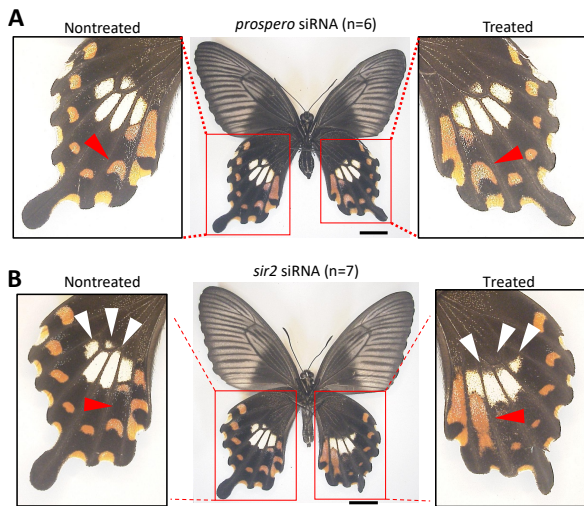 A
Nontreated
prospero siRNA (n=6)
Treated
B
Nontreated
sir2 siRNA (n=7)
Treated